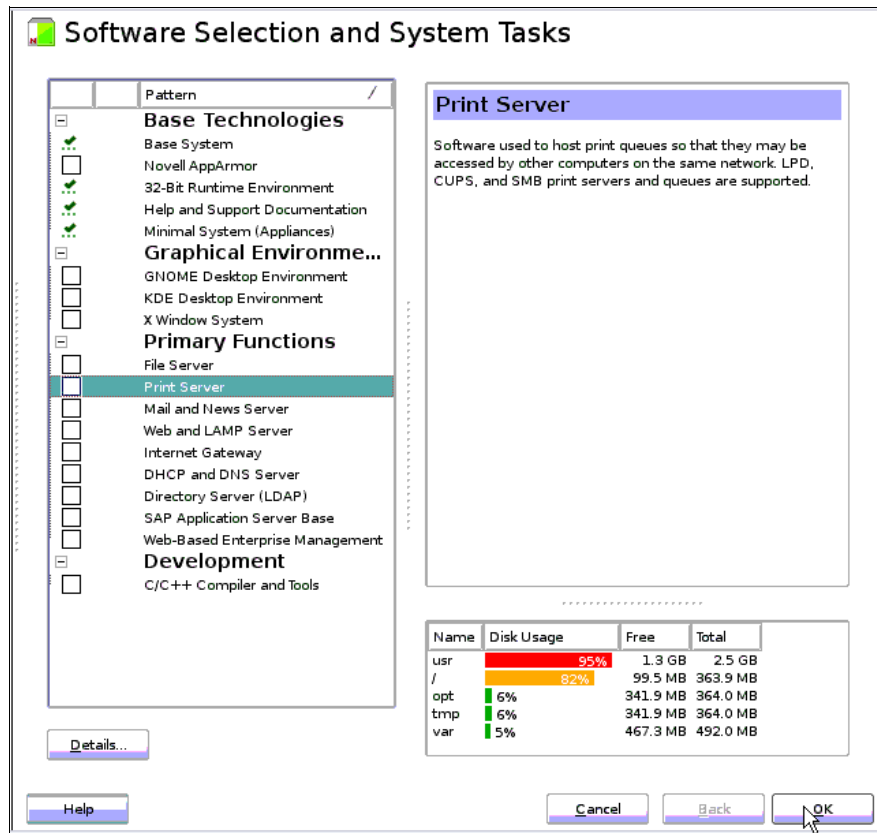 Software Selection and System Tasks
Pattern
Base Technologies
Base System
Novell AppArmor
32-Bit Runtime Environment
Help and Support Documentation
Minimal System (Appliances)
Graphical Environme...
GNOME Desktop Environment
KDE Desktop Environment
X Window System
Primary Functions
File Server
Print Server
Mail and News Server
Web and LAMP Server
Internet Gateway
DHCP and DNS Server
Directory Server (LDAP)
SAP Application Server Base
Web-Based Enterprise Management
Development
C/C++ Compiler and Tools
Details...
Print Server
Software used to host print queues so that they may be
accessed by other computers on the same network. LPD,
CUPS, and SMB print servers and queues are supported.
Name Disk Usage Free Total
usr 95% 1.3 GB 2.5 GB
/ 82% 99.5 MB 363.9 MB
opt 6% 341.9 MB 364.0 MB
tmp 6% 341.9 MB 364.0 MB
var 5% 467.3 MB 492.0 MB
Help Cancel Back OK